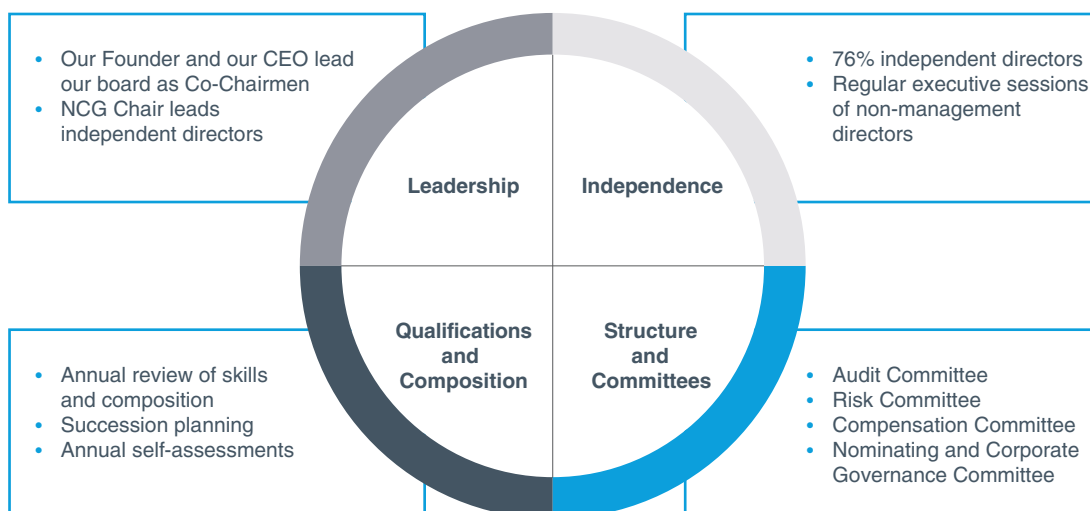 • Our Founder and our CEO lead
our board as Co-Chairmen
• NCG Chair leads
independent directors
• 76% independent directors
• Regular executive sessions
of non-management
directors
Leadership
Independence
Qualifications
and
Composition
Structure
and
Committees
• Annual review of skills
and composition
• Succession planning
• Annual self-assessments
• Audit Committee
• Risk Committee
• Compensation Committee
• Nominating and Corporate
Governance Committee